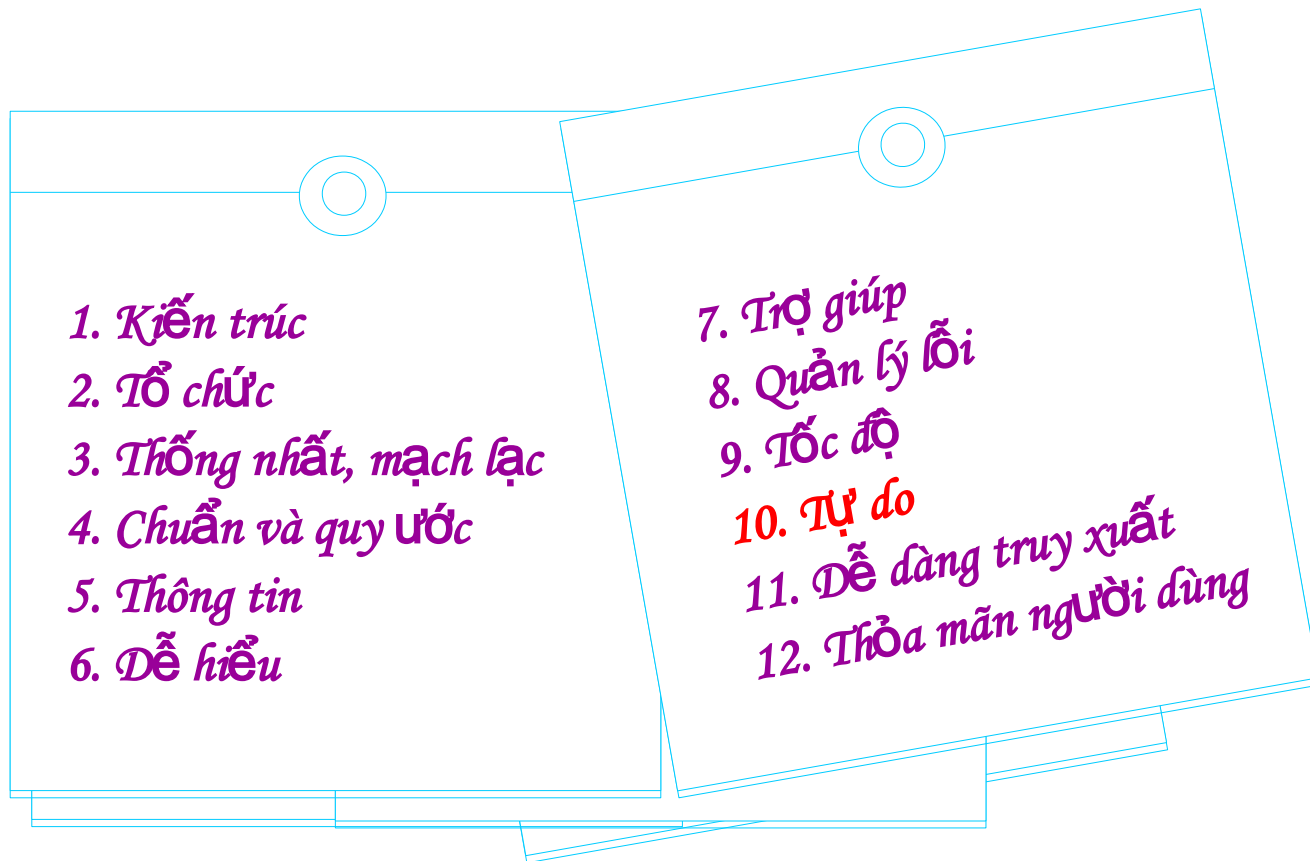 1. Kiến trúc
2. Tổ chức
3. Thống nhất, mạch lạc
4. Chuẩn và quy ước
5. Thông tin
6. Dễ hiểu
7. Trợ giúp
8. Quản lý lỗi
9. Tốc độ
10. Tự do
11. Dễ dàng truy xuất
12. Thỏa mãn người dùng